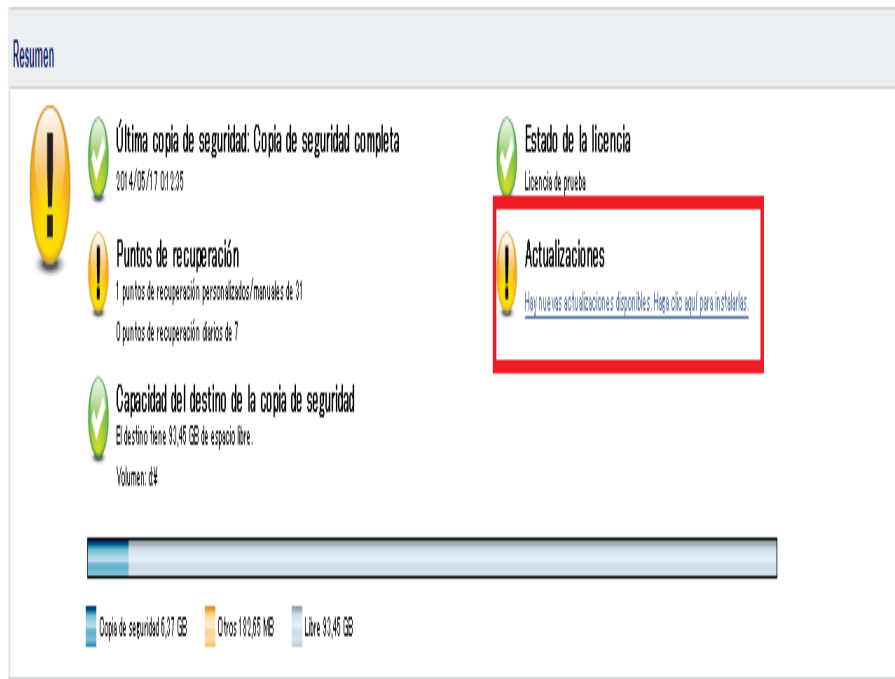 Resumen
Última copia de seguridad: Copia de seguridad completa
2014/05/17 0:12:35
Puntos de recuperación
1 puntos de recuperación personalizados/manuales de 31
0 puntos de recuperación diarios de 7
Capacidad del destino de la copia de seguridad
El destino tiene 93,45 GB de espacio libre.
Volumen: d:¥
Estado de la licencia
Licencia de prueba
Actualizaciones
Hay nuevas actualizaciones disponibles. Haga clic aquí para instalarlas.
Copia de seguridad 6,37 GB
Otros 182,65 MB
Libre 93,45 GB